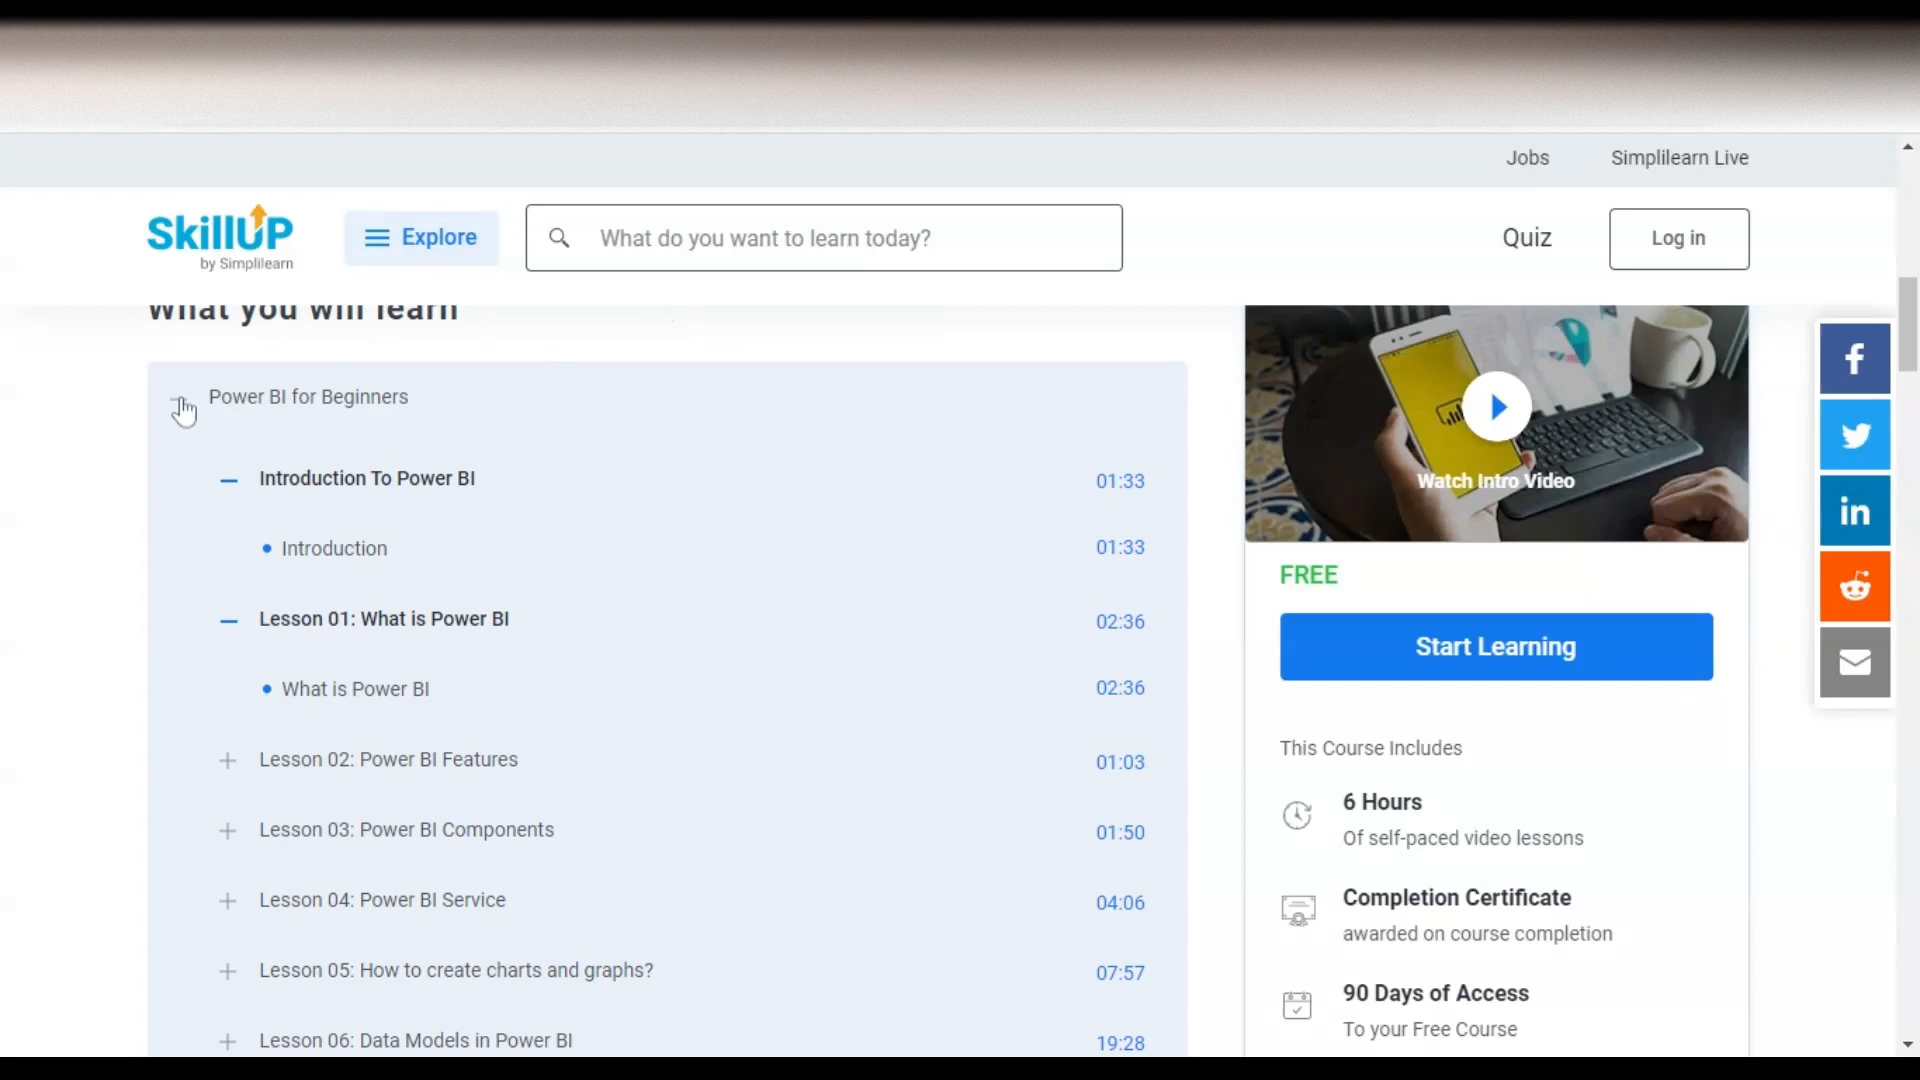 Jobs
Simplilearn Live
SkillUP
by Simplilearn
Explore
What do you want to learn today?
Quiz
Log in
What you will learn
Power BI for Beginners
Introduction To Power BI
01:33
Introduction
01:33
Lesson 01: What is Power BI
02:36
What is Power BI
02:36
Lesson 02: Power BI Features
01:03
Lesson 03: Power BI Components
01:50
Lesson 04: Power BI Service
04:06
Lesson 05: How to create charts and graphs?
07:57
Lesson 06: Data Models in Power BI
19:28
Watch Intro Video
FREE
Start Learning
This Course Includes
6 Hours
Of self-paced video lessons
Completion Certificate
awarded on course completion
90 Days of Access
To your Free Course
f
in